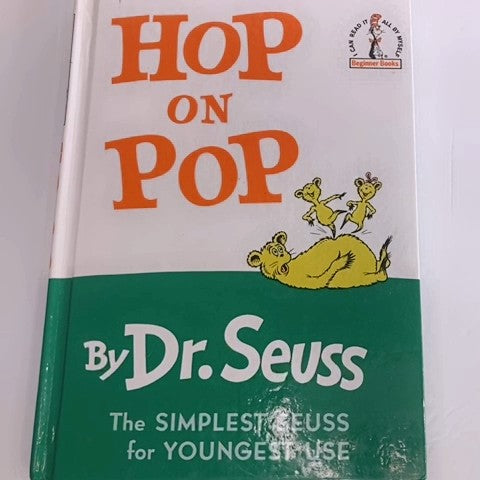 HOP
ON
POP
I CAN READ IT ALL BY MYSELF
Beginner Books
By Dr. Seuss
The SIMPLEST SEUSS
for YOUNGEST USE